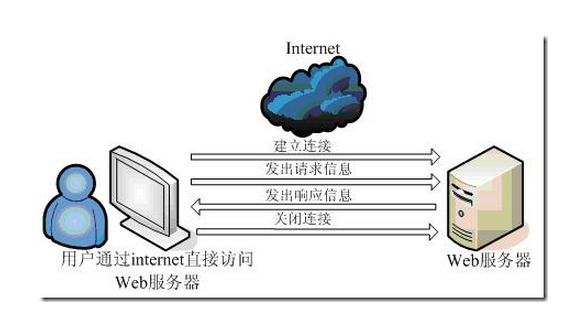 Internet
建立连接
发出请求信息
发出响应信息
关闭连接
用户通过internet直接访问
Web服务器
Web服务器